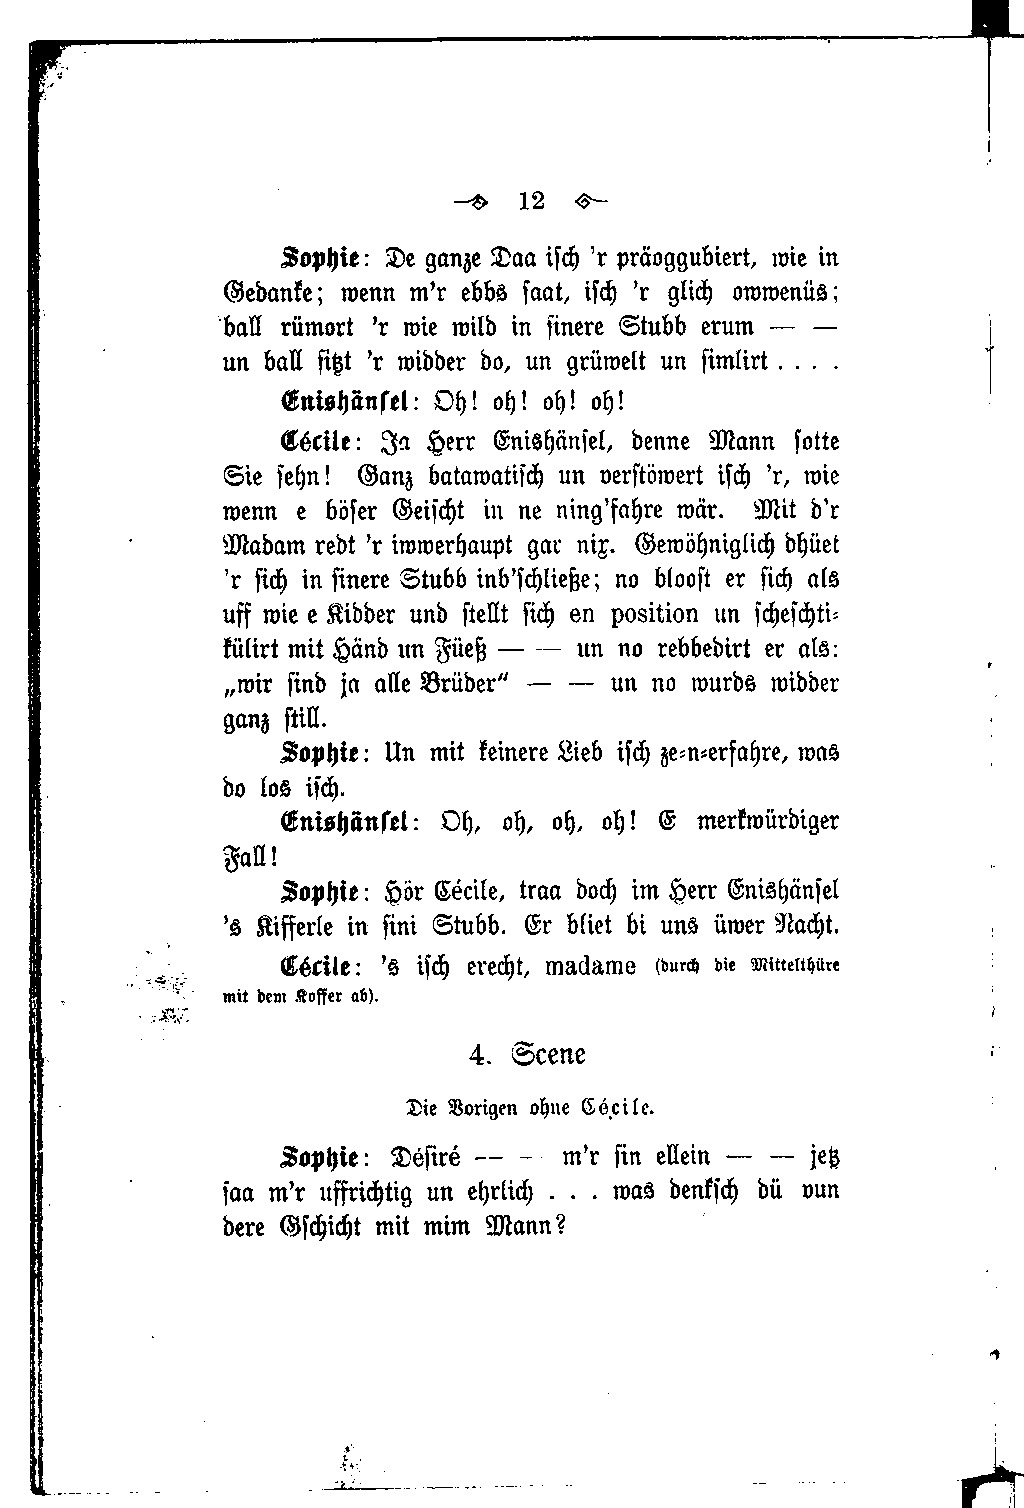 12
Sophie: De ganze Daa isch 'r präoggubiert, wie in
Gedanke; wenn m'r ebbs saat, isch 'r glich owwenüs;
ball rümort 'r wie wild in sinere Stubb erum — —
un ball sitzt 'r widder do, un grüwelt un simlirt . . . .
Enishänsel: Oh! oh! oh! oh!
Cécile: Ja Herr Enishänsel, denne Mann sotte
Sie sehn! Ganz batawatisch un verstöwert isch 'r, wie
wenn e böser Geischt in ne ning'fahre wär. Mit d'r
Madam redt 'r iwwerhaupt gar nix. Gewöhniglich dhüet
'r sich in sinere Stubb inb'schließe; no bloost er sich als
uff wie e Kidder und stellt sich en position un scheschti-
külirt mit Händ un Füeß — — un no rebbedirt er als:
„wir sind ja alle Brüder“ — — un no wurds widder
ganz still.
Sophie: Un mit keinere Lieb isch ze-n-erfahre, was
do los isch.
Enishänsel: Oh, oh, oh, oh! E merkwürdiger
Fall!
Sophie: Hör Cécile, traa doch im Herr Enishänsel
's Kifferle in sini Stubb. Er bliet bi uns üwer Nacht.
Cécile: 's isch erecht, madame (durch die Mittelthüre
mit dem Koffer ab).
4. Scene
Die Vorigen ohne Cécile.
Sophie: Désiré — – m'r sin ellein — — jetz
saa m'r uffrichtig un ehrlich . . . was denksch dü vun
dere Gschicht mit mim Mann?